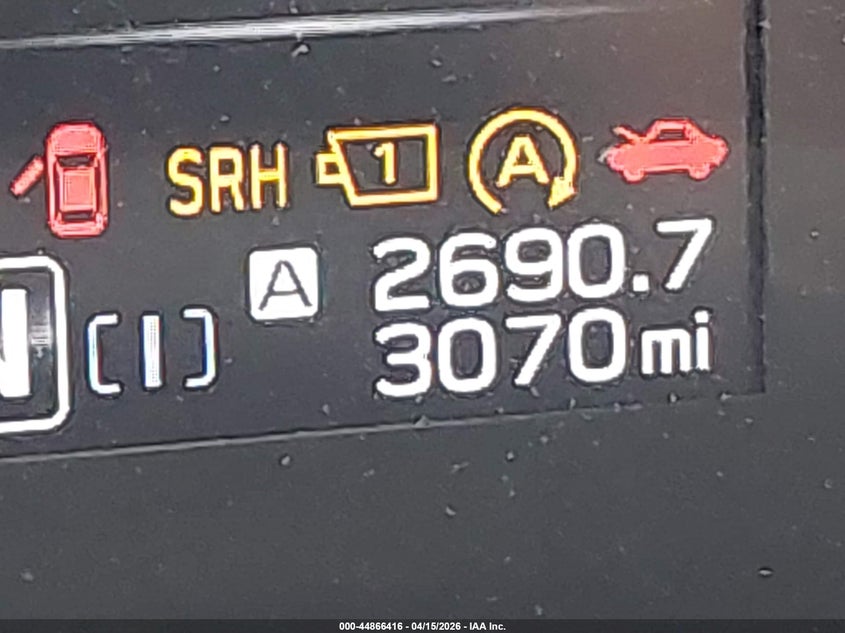 SRH 1 A
A 2690.7
3070 mi
000-44866416 - 04/15/2026 - IAA Inc.